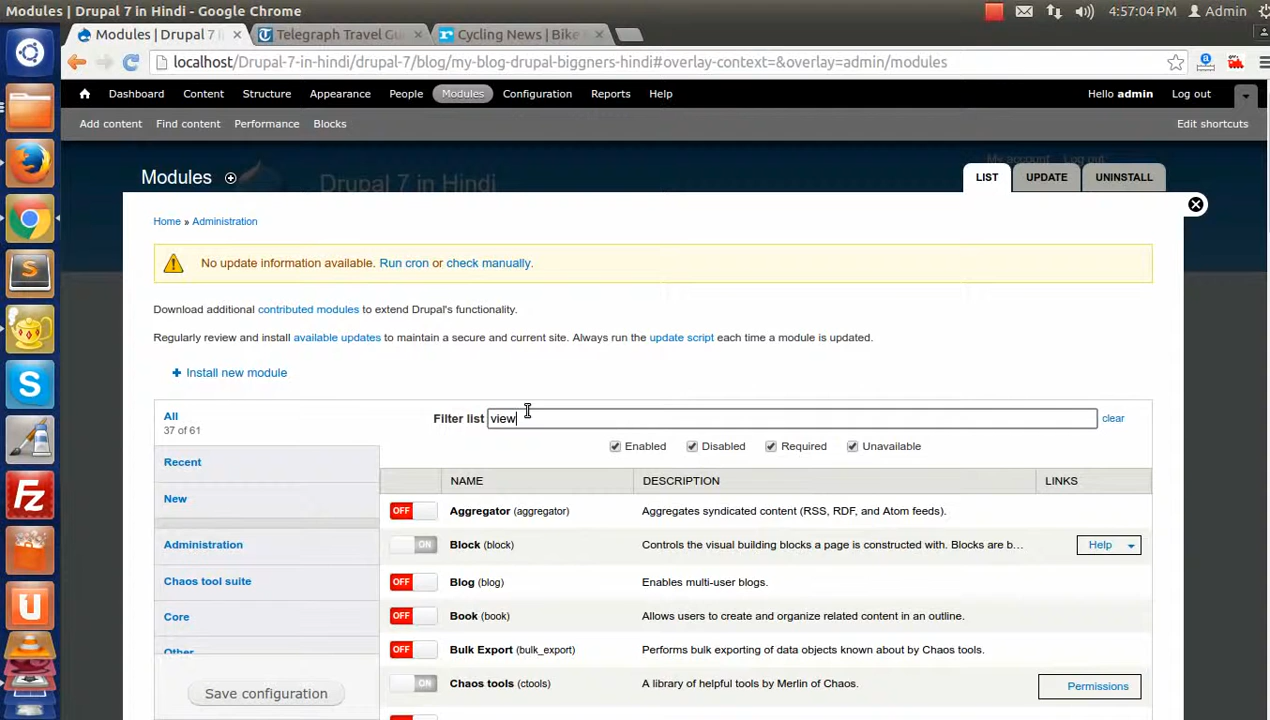 Modules | Drupal 7 in Hindi - Google Chrome
4:57:04 PM Admin
Modules | Drupal 7 i
Telegraph Travel Gu
Cycling News | Bike
localhost/Drupal-7-in-hindi/drupal-7/blog/my-blog-drupal-biggners-hindi#overlay-context=&overlay=admin/modules
Dashboard Content Structure Appearance People Modules Configuration Reports Help
Hello admin Log out
Add content Find content Performance Blocks
Edit shortcuts
My account Log out
Modules
Drupal 7 in Hindi
LIST UPDATE UNINSTALL
Home » Administration
No update information available. Run cron or check manually.
Download additional contributed modules to extend Drupal's functionality.
Regularly review and install available updates to maintain a secure and current site. Always run the update script each time a module is updated.
+ Install new module
All
37 of 61
Filter list view clear
Enabled Disabled Required Unavailable
Recent
New
Administration
Chaos tool suite
Core
Other
Save configuration
NAME DESCRIPTION LINKS
OFF Aggregator (aggregator) Aggregates syndicated content (RSS, RDF, and Atom feeds).
ON Block (block) Controls the visual building blocks a page is constructed with. Blocks are b... Help
OFF Blog (blog) Enables multi-user blogs.
OFF Book (book) Allows users to create and organize related content in an outline.
OFF Bulk Export (bulk_export) Performs bulk exporting of data objects known about by Chaos tools.
ON Chaos tools (ctools) A library of helpful tools by Merlin of Chaos. Permissions